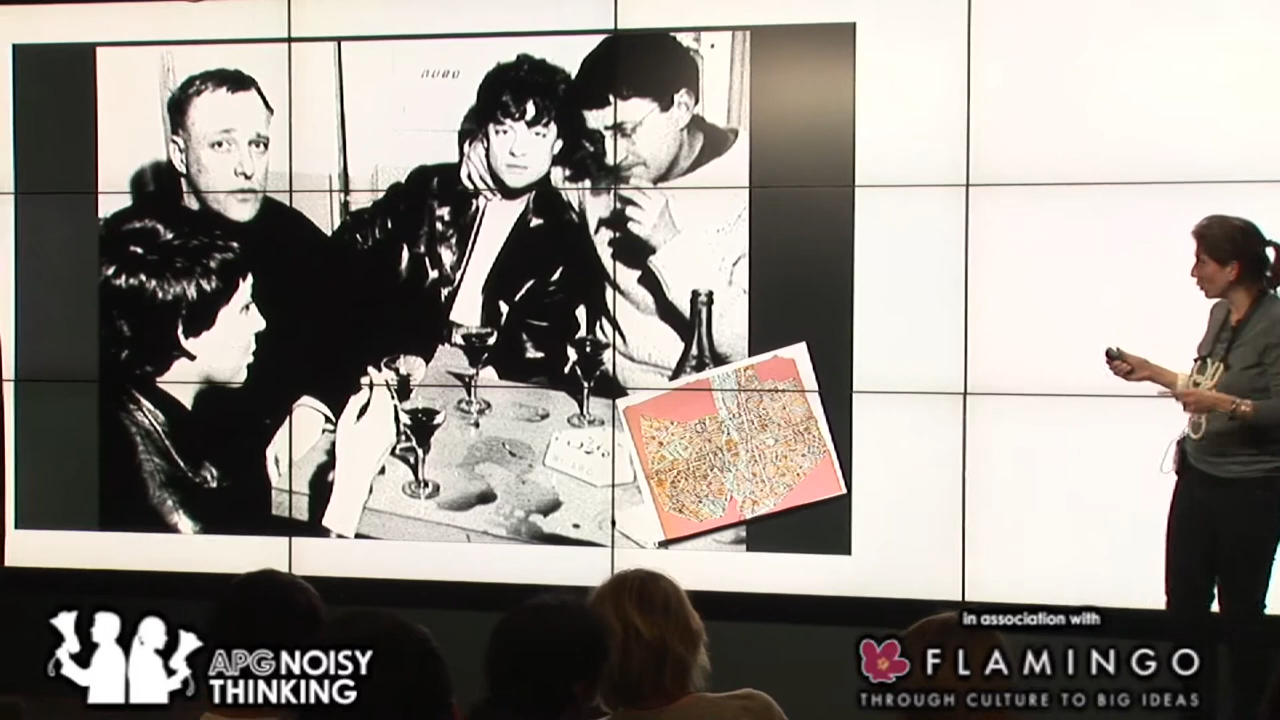 APG NOISY
THINKING
in association with
FLAMINGO
THROUGH CULTURE TO BIG IDEAS